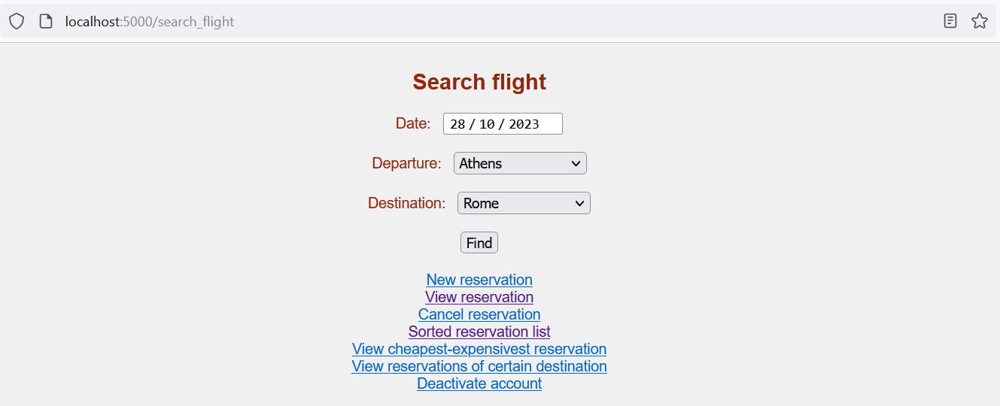 localhost:5000/search_flight
Search flight
Date: 28 / 10 / 2023
Departure: Athens
Destination: Rome
Find
New reservation
View reservation
Cancel reservation
Sorted reservation list
View cheapest-expensivest reservation
View reservations of certain destination
Deactivate account